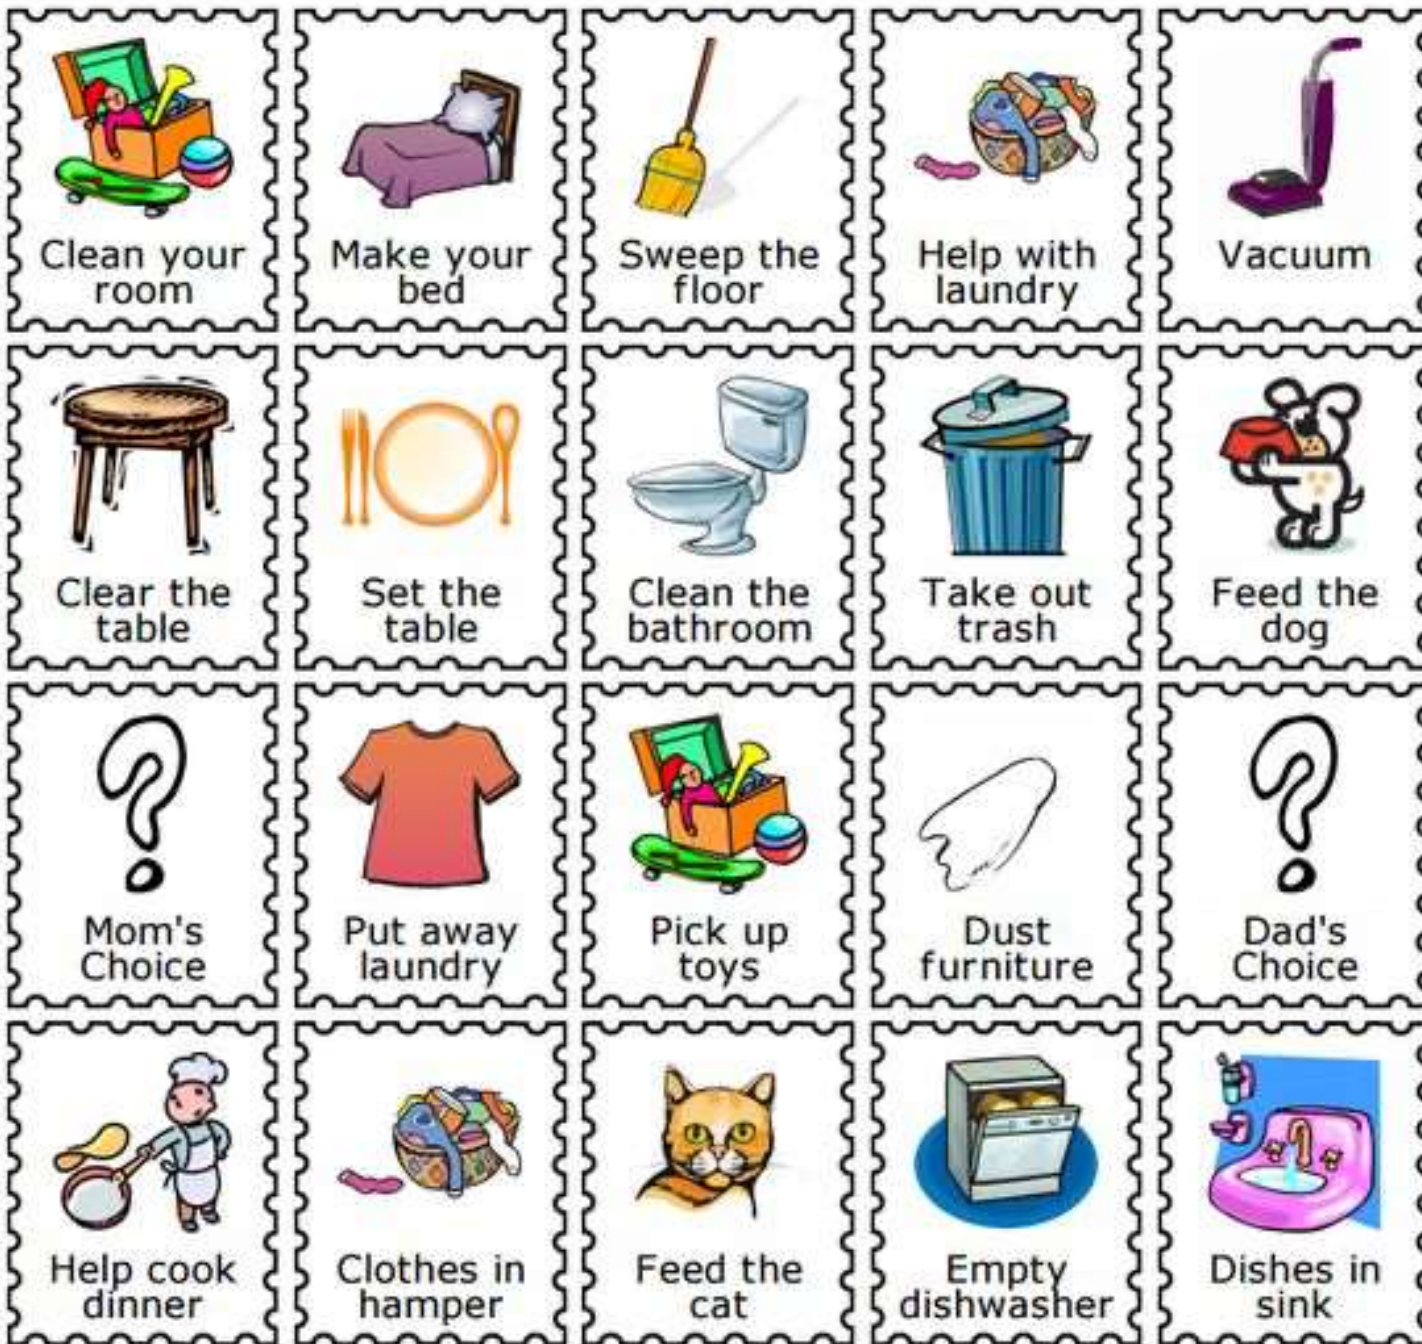 Clean your
room
Make your
bed
Sweep the
floor
Help with
laundry
Vacuum
Clear the
table
Set the
table
Clean the
bathroom
Take out
trash
Feed the
dog
Mom's
Choice
Put away
laundry
Pick up
toys
Dust
furniture
Dad's
Choice
Help cook
dinner
Clothes in
hamper
Feed the
cat
Empty
dishwasher
Dishes in
sink